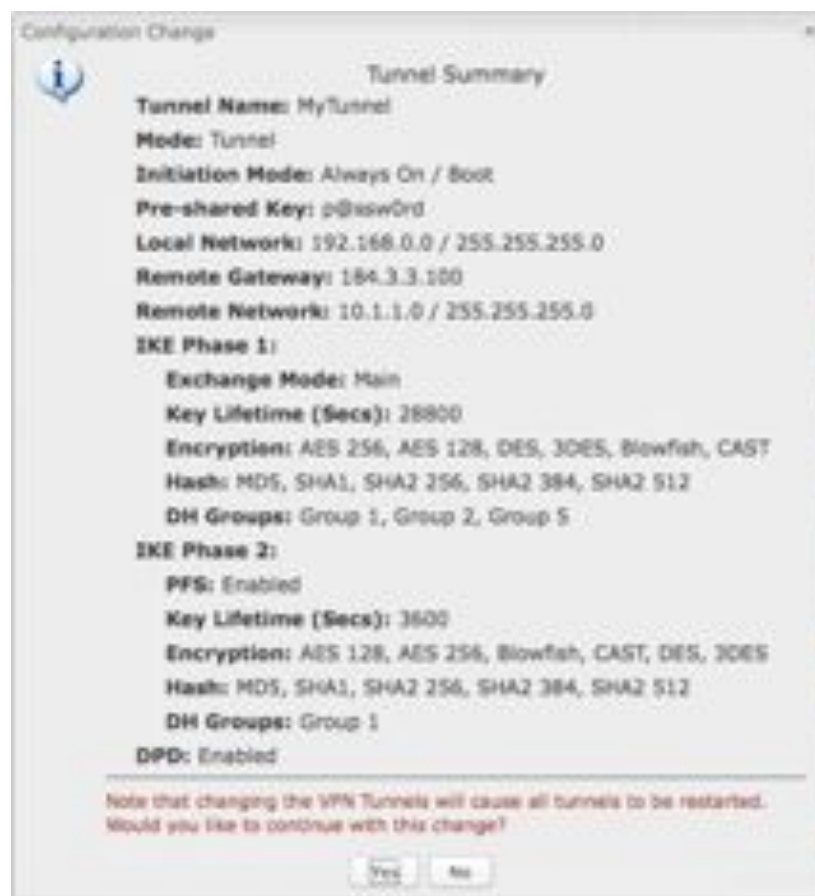 Configuration Change
Tunnel Summary
Tunnel Name: MyTunnel
Mode: Tunnel
Initiation Mode: Always On / Boot
Pre-shared Key: p@ssw0rd
Local Network: 192.168.0.0 / 255.255.255.0
Remote Gateway: 184.3.3.100
Remote Network: 10.1.1.0 / 255.255.255.0
IKE Phase 1:
Exchange Mode: Main
Key Lifetime (Secs): 28800
Encryption: AES 256, AES 128, DES, 3DES, Blowfish, CAST
Hash: MD5, SHA1, SHA2 256, SHA2 384, SHA2 512
DH Groups: Group 1, Group 2, Group 5
IKE Phase 2:
PFS: Enabled
Key Lifetime (Secs): 3600
Encryption: AES 128, AES 256, Blowfish, CAST, DES, 3DES
Hash: MD5, SHA1, SHA2 256, SHA2 384, SHA2 512
DH Groups: Group 1
DPD: Enabled
Note that changing the VPN Tunnels will cause all tunnels to be restarted.
Would you like to continue with this change?
Yes No